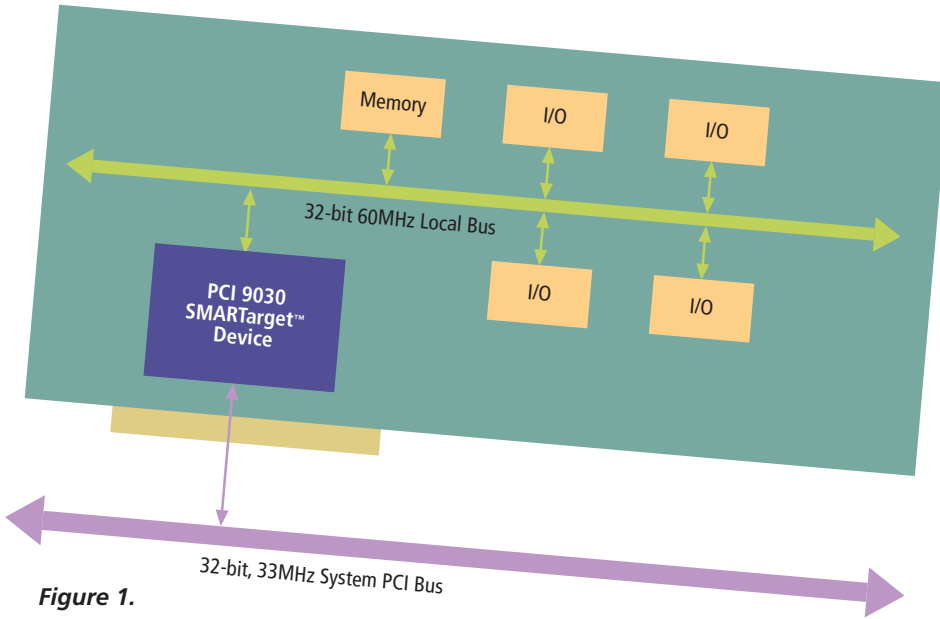 Memory
I/O
I/O
32-bit 60MHz Local Bus
I/O
I/O
PCI 9030
SMARTarget™
Device
32-bit, 33MHz System PCI Bus
Figure 1.